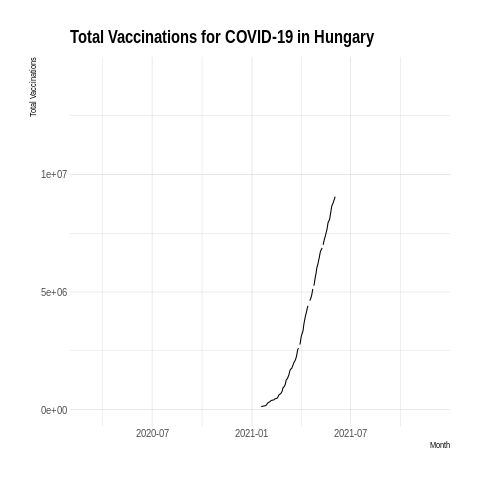 Total Vaccinations for COVID-19 in Hungary
Total Vaccinations
1e+07
5e+06
0e+00
2020-07
2021-01
2021-07
Month